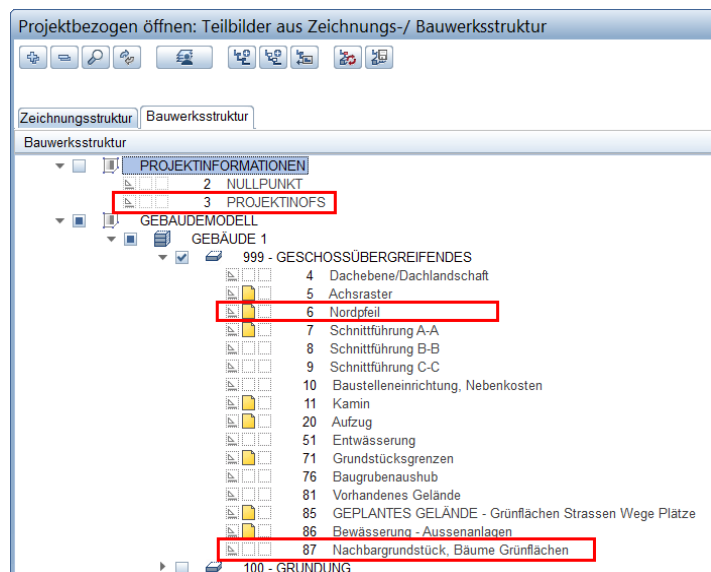 Projektbezogen öffnen: Teilbilder aus Zeichnungs-/ Bauwerksstruktur
Zeichnungsstruktur Bauwerksstruktur
Bauwerksstruktur
PROJEKTINFORMATIONEN
2 NULLPUNKT
3 PROJEKTINOFS
GEBÄUDEMODELL
GEBÄUDE 1
999 - GESCHOSSÜBERGREIFENDES
4 Dachebene/Dachlandschaft
5 Achsraster
6 Nordpfeil
7 Schnittführung A-A
8 Schnittführung B-B
9 Schnittführung C-C
10 Baustelleneinrichtung, Nebenkosten
11 Kamin
20 Aufzug
51 Entwässerung
71 Grundstücksgrenzen
76 Baugrubenaushub
81 Vorhandenes Gelände
85 GEPLANTES GELÄNDE - Grünflächen Strassen Wege Plätze
86 Bewässerung - Aussenanlagen
87 Nachbargrundstück, Bäume Grünflächen
100 - GRÜNDUNG